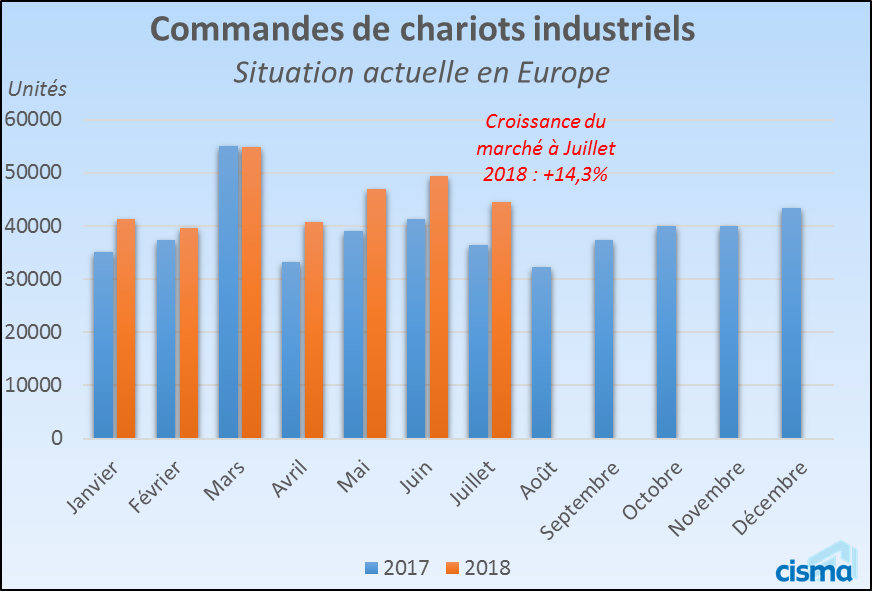 Commandes de chariots industriels
Situation actuelle en Europe
Unités
Croissance du
marché à Juillet
2018 : +14,3%
60000
50000
40000
30000
20000
10000
0
Janvier
Février
Mars
Avril
Mai
Juin
Juillet
Août
Septembre
Octobre
Novembre
Décembre
2017
2018
cisma